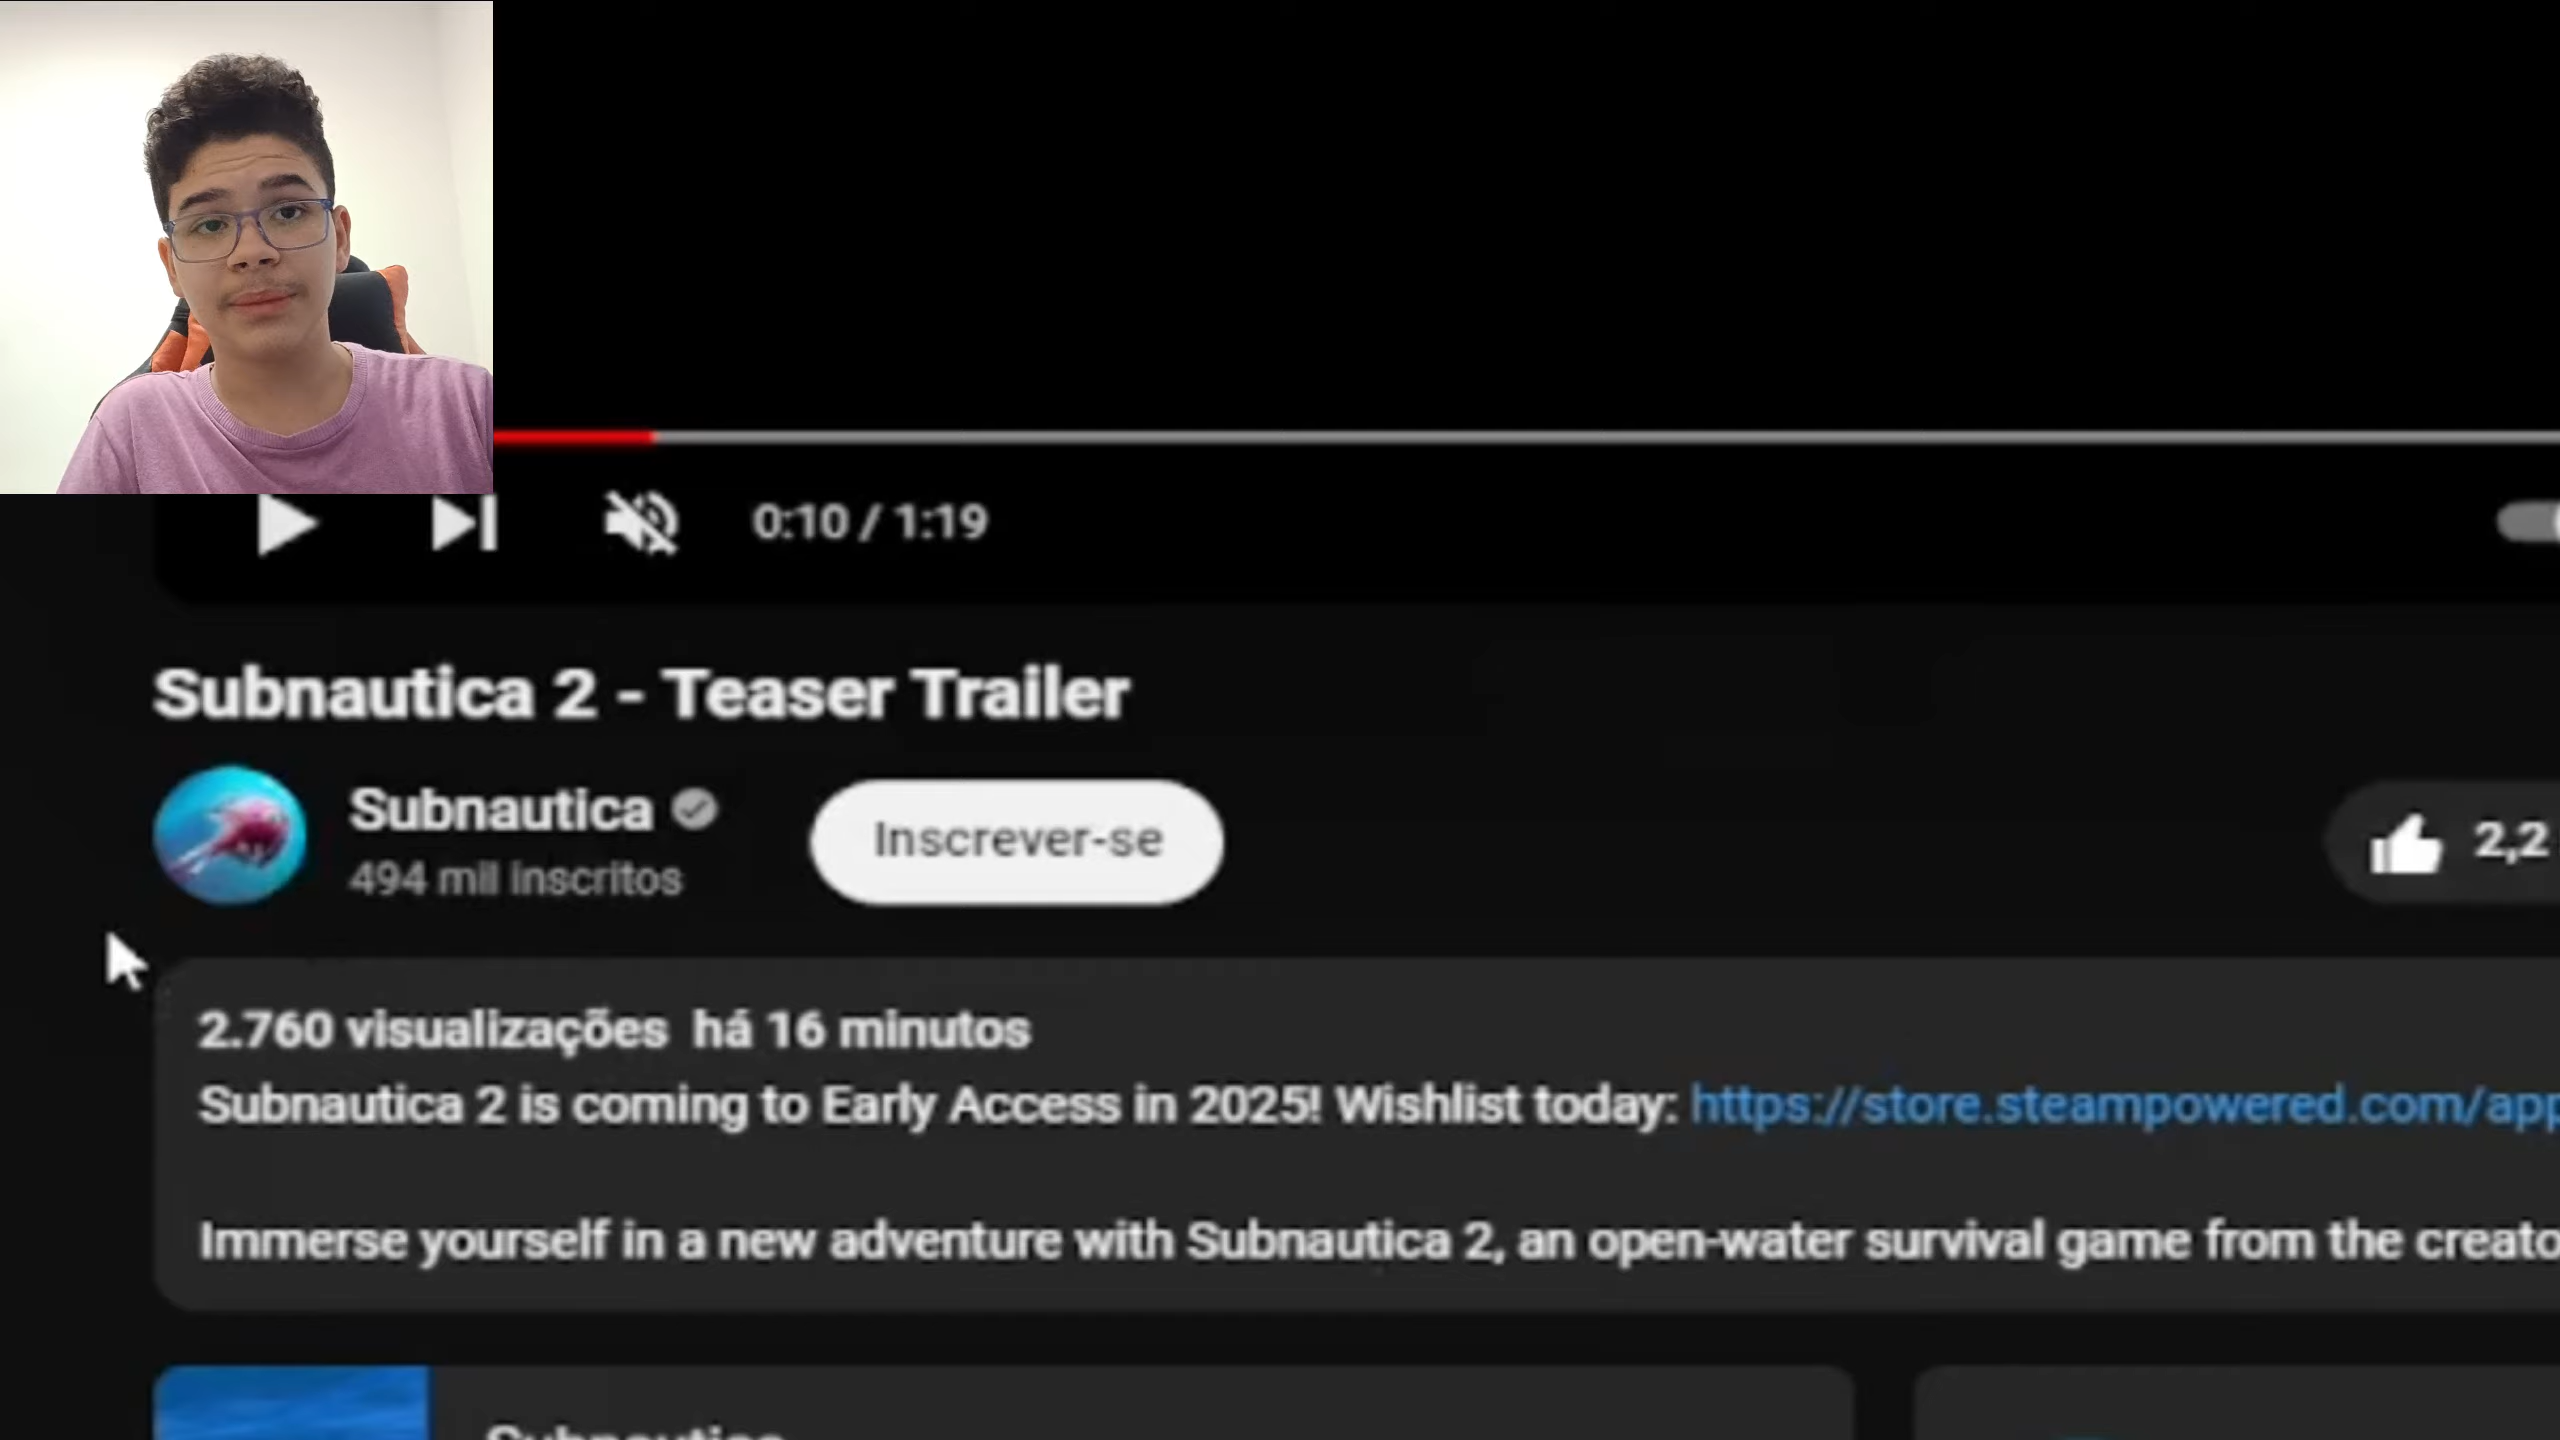 0:10 / 1:19
Subnautica 2 - Teaser Trailer
Subnautica
494 mil inscritos
Inscrever-se
2,2
2.760 visualizações há 16 minutos
Subnautica 2 is coming to Early Access in 2025! Wishlist today: https://store.steampowered.com/app
Immerse yourself in a new adventure with Subnautica 2, an open-water survival game from the creato
Subnautica